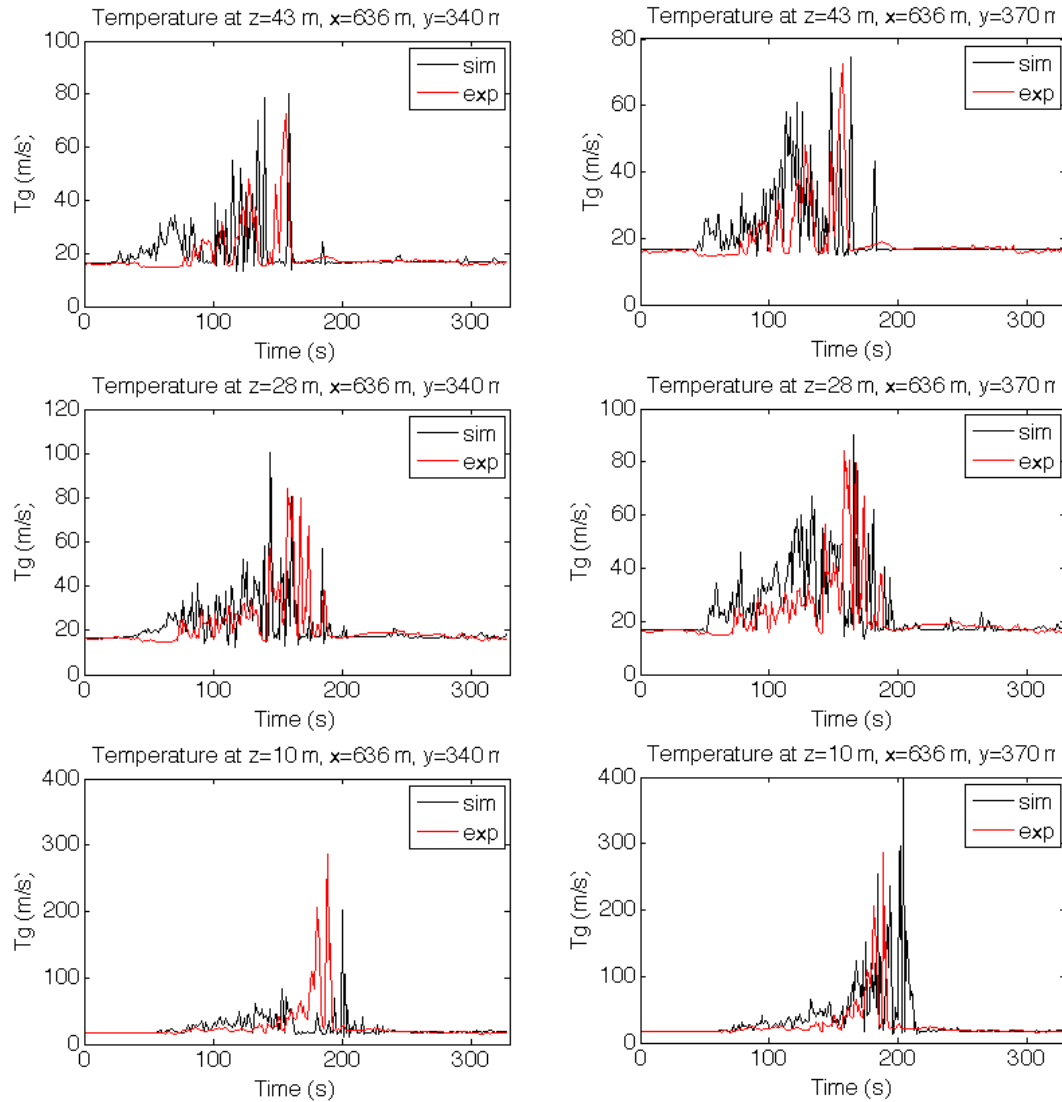 Temperature at z=43 m, x=636 m, y=340 m
100
80
60
40
20
0
Tg (m/s)
sim
exp
0 100 200 300
Time (s)
Temperature at z=43 m, x=636 m, y=370 m
80
60
40
20
0
Tg (m/s)
sim
exp
0 100 200 300
Time (s)
Temperature at z=28 m, x=636 m, y=340 m
120
100
80
60
40
20
0
Tg (m/s)
sim
exp
0 100 200 300
Time (s)
Temperature at z=28 m, x=636 m, y=370 m
100
80
60
40
20
0
Tg (m/s)
sim
exp
0 100 200 300
Time (s)
Temperature at z=10 m, x=636 m, y=340 m
400
300
200
100
0
Tg (m/s)
sim
exp
0 100 200 300
Time (s)
Temperature at z=10 m, x=636 m, y=370 m
400
300
200
100
0
Tg (m/s)
sim
exp
0 100 200 300
Time (s)